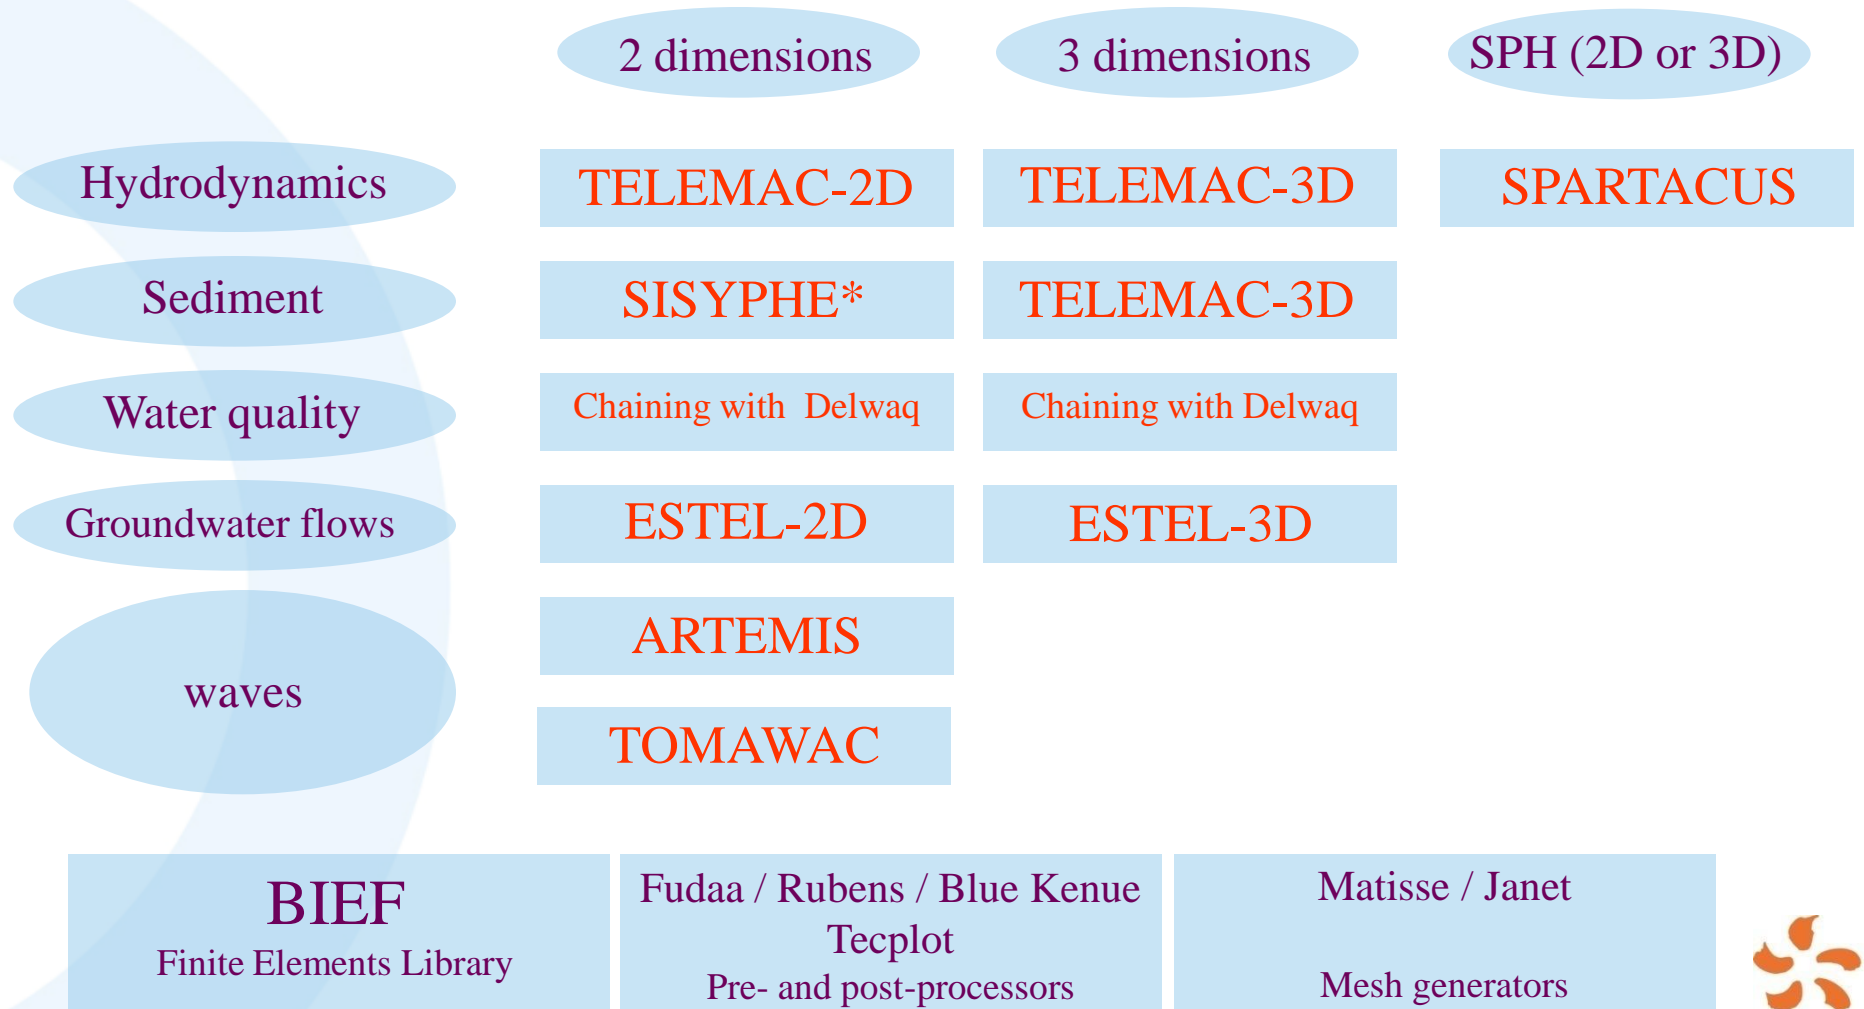 2 dimensions
3 dimensions
SPH (2D or 3D)
Hydrodynamics
TELEMAC-2D
TELEMAC-3D
SPARTACUS
Sediment
SISYPHE*
TELEMAC-3D
Water quality
Chaining with Delwaq
Chaining with Delwaq
Groundwater flows
ESTEL-2D
ESTEL-3D
waves
ARTEMIS
TOMAWAC
BIEF
Finite Elements Library
Fudaa / Rubens / Blue Kenue
Tecplot
Pre- and post-processors
Matisse / Janet
Mesh generators